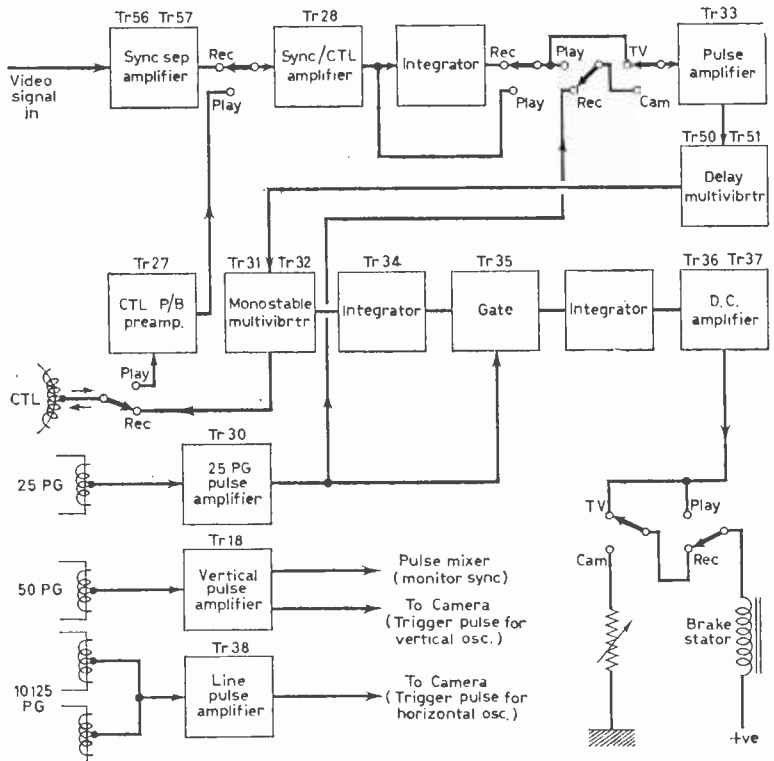 Tr56 Tr57
Tr28
Tr33
Sync sep
amplifier
Rec
Sync/CTL
amplifier
Integrator
Rec
Play
TV
Pulse
amplifier
Video
signal
in
Play
Play
Rec
Cam
Tr50 Tr51
Delay
multivibrtr
Tr27
Tr31 Tr32
Tr34
Tr35
Tr36 Tr37
CTL P/B
preamp.
Monostable
multivibrtr
Integrator
Gate
Integrator
D.C.
amplifier
Play
CTL
Rec
Tr30
25 PG
25 PG
pulse
amplifier
TV
Play
Tr18
Cam
Rec
50 PG
Vertical
pulse
amplifier
Pulse mixer
(monitor sync)
To Camera
(Trigger pulse for
vertical osc.)
Brake
stator
Tr38
10125
PG
Line
pulse
amplifier
To Camera
(Trigger pulse for
horizontal osc.)
+ve